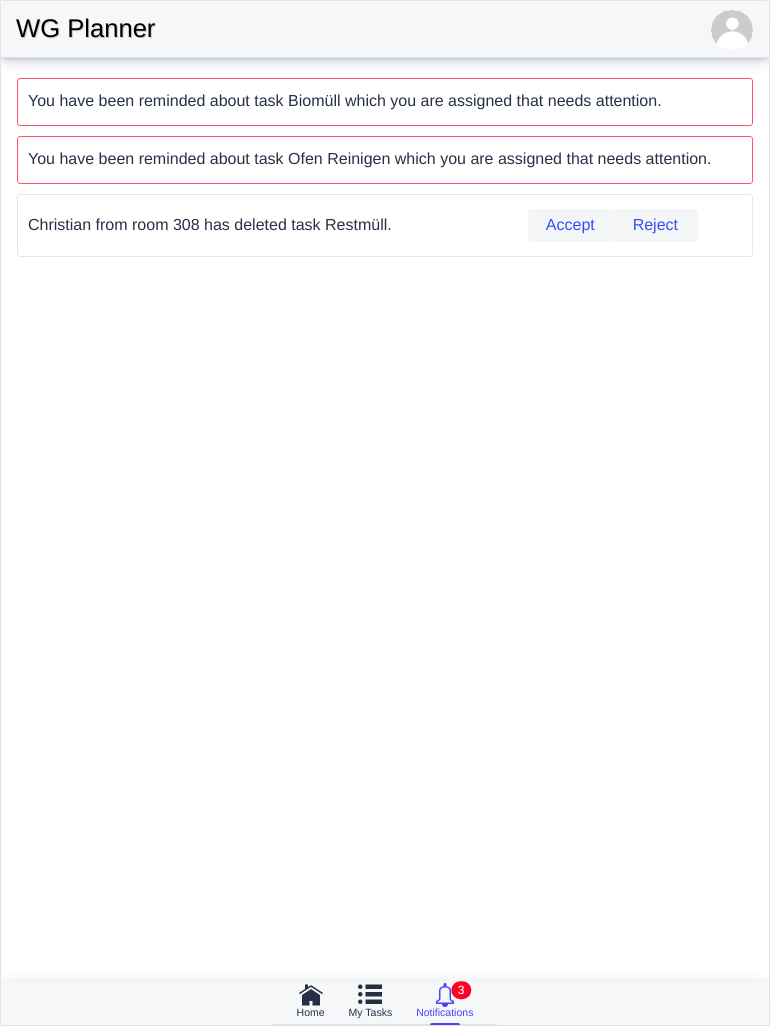 WG Planner
You have been reminded about task Biomüll which you are assigned that needs attention.
You have been reminded about task Ofen Reinigen which you are assigned that needs attention.
Christian from room 308 has deleted task Restmüll. Accept Reject
3
Home My Tasks Notifications